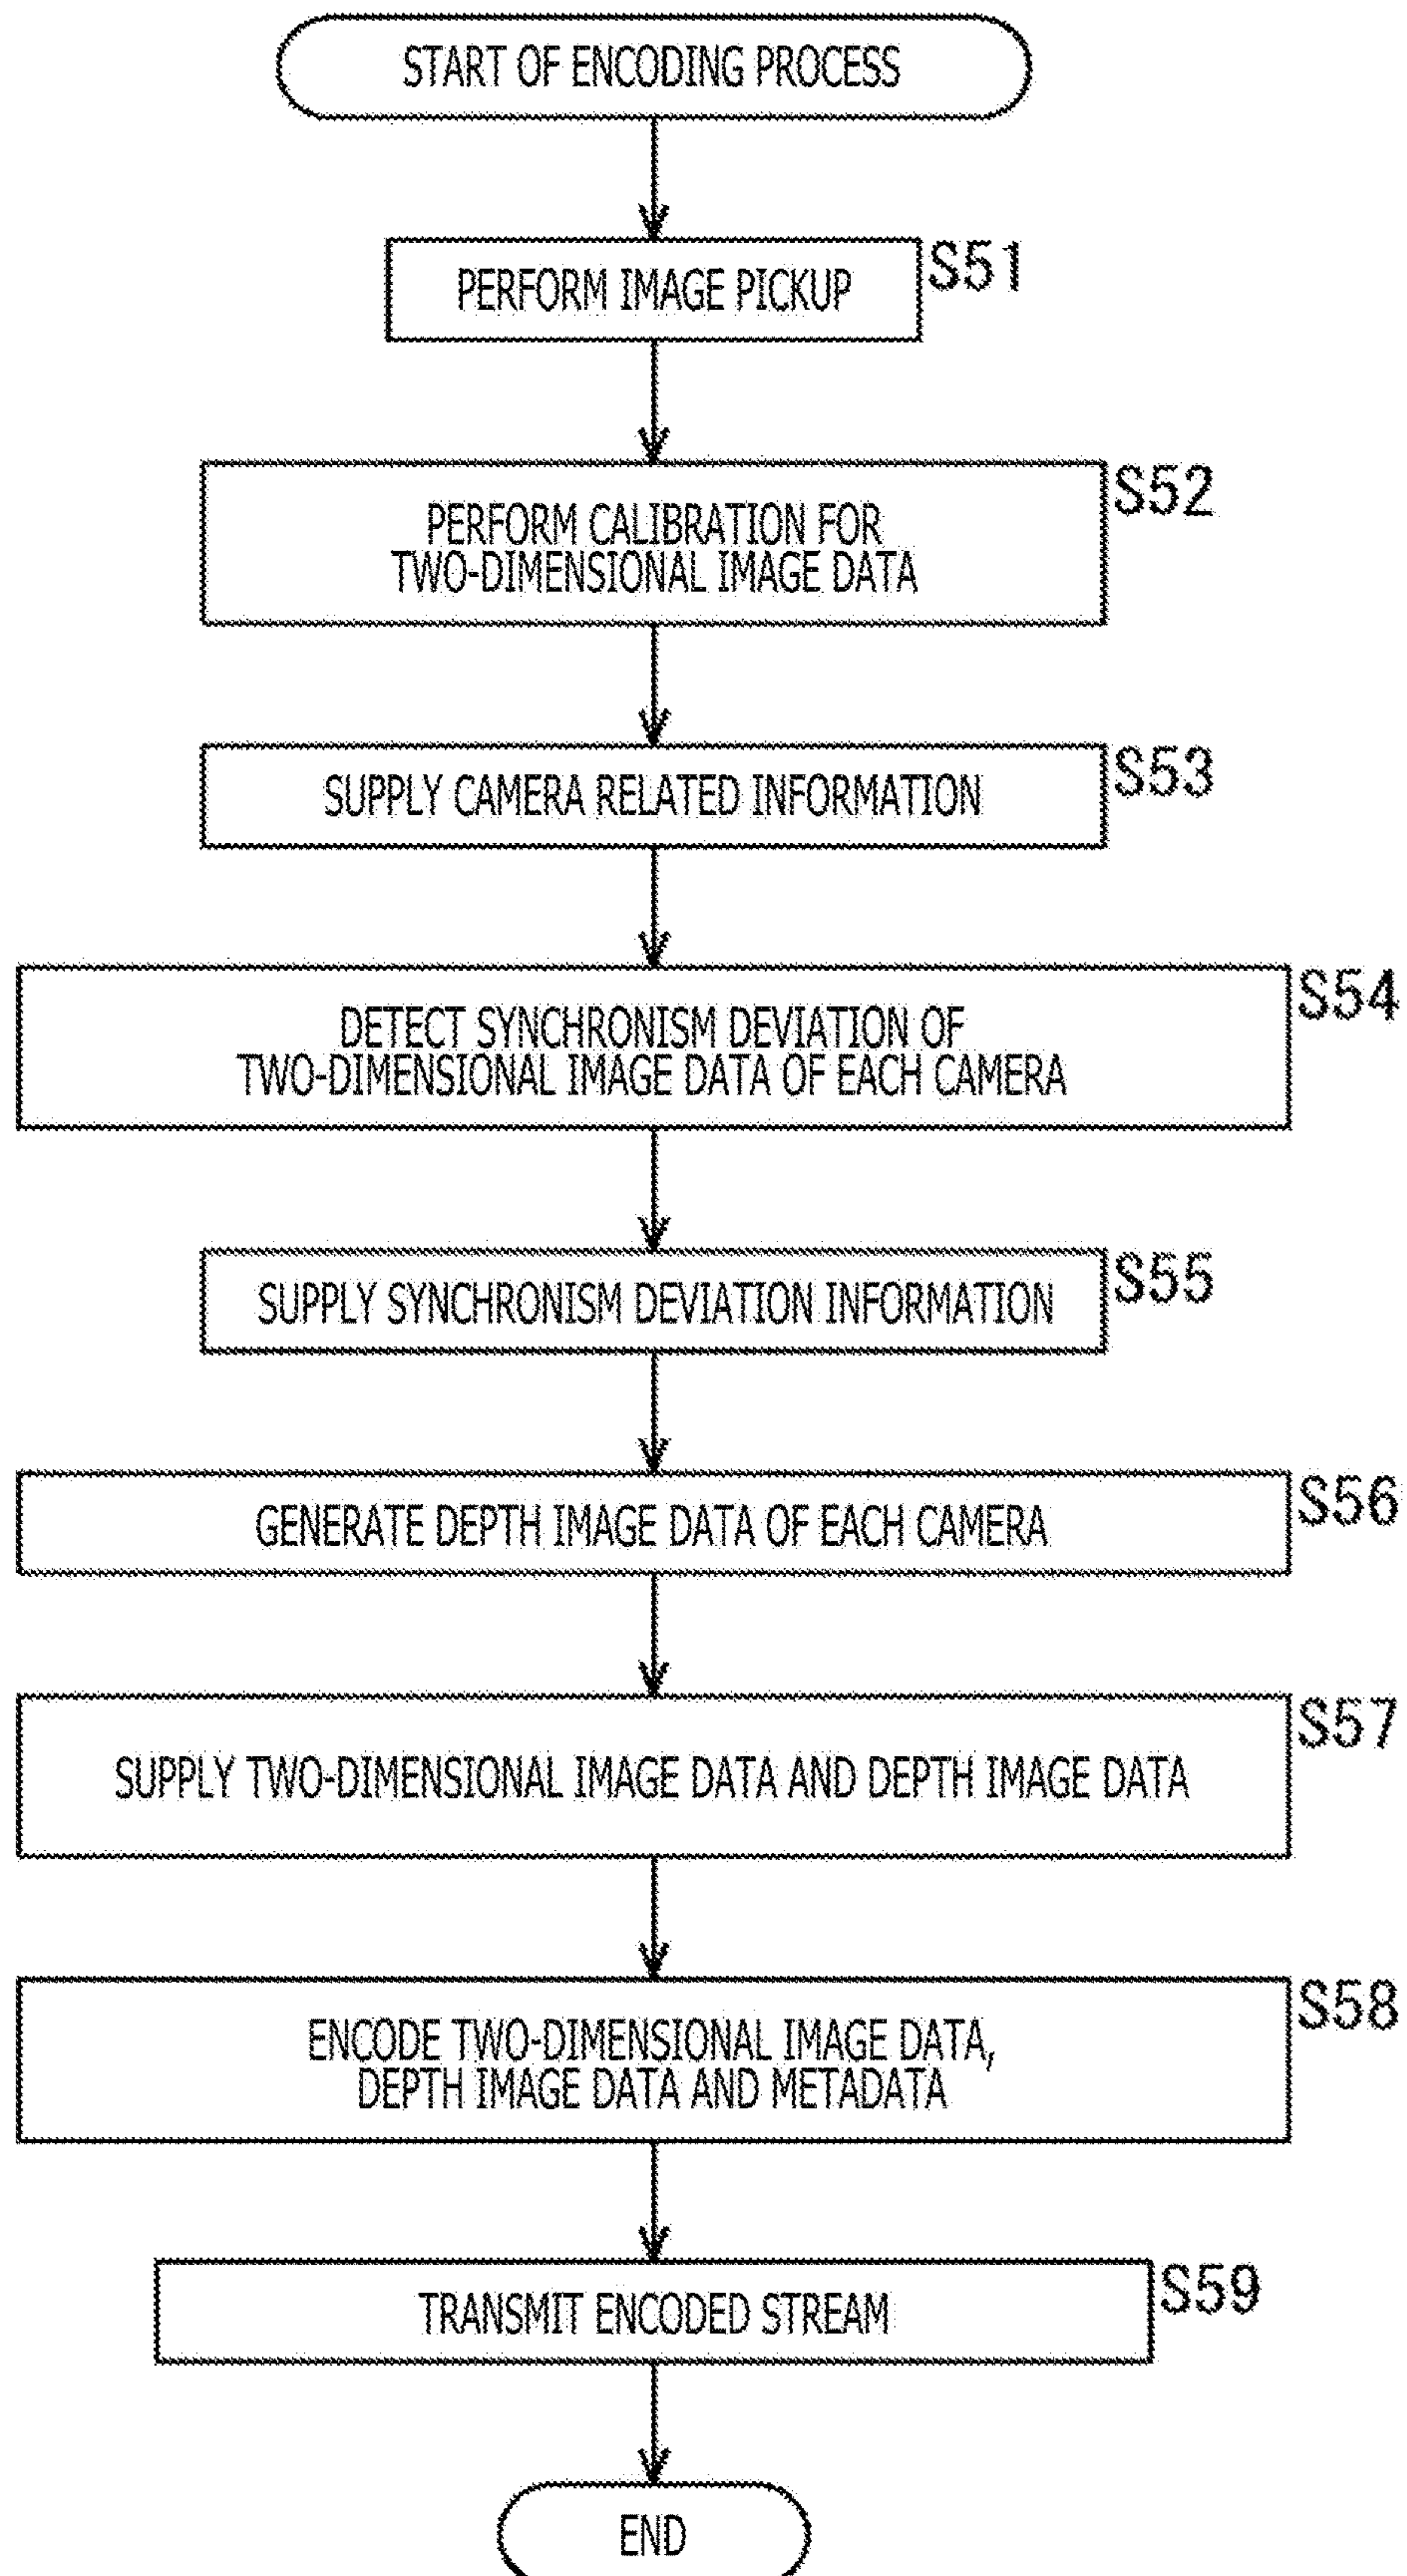 START OF ENCODING PROCESS
PERFORM IMAGE PICKUP
S51
PERFORM CALIBRATION FOR
TWO-DIMENSIONAL IMAGE DATA
S52
SUPPLY CAMERA RELATED INFORMATION
S53
DETECT SYNCHRONISM DEVIATION OF
TWO-DIMENSIONAL IMAGE DATA OF EACH CAMERA
S54
SUPPLY SYNCHRONISM DEVIATION INFORMATION
S55
GENERATE DEPTH IMAGE DATA OF EACH CAMERA
S56
SUPPLY TWO-DIMENSIONAL IMAGE DATA AND DEPTH IMAGE DATA
S57
ENCODE TWO-DIMENSIONAL IMAGE DATA,
DEPTH IMAGE DATA AND METADATA
S58
TRANSMIT ENCODED STREAM
S59
END